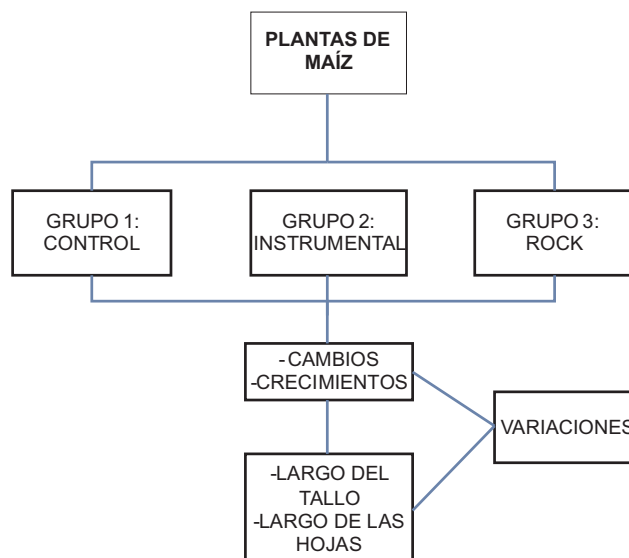 PLANTAS DE
MAÍZ
GRUPO 1:
CONTROL
GRUPO 2:
INSTRUMENTAL
GRUPO 3:
ROCK
-CAMBIOS
-CRECIMIENTOS
VARIACIONES
-LARGO DEL
TALLO
-LARGO DE LAS
HOJAS